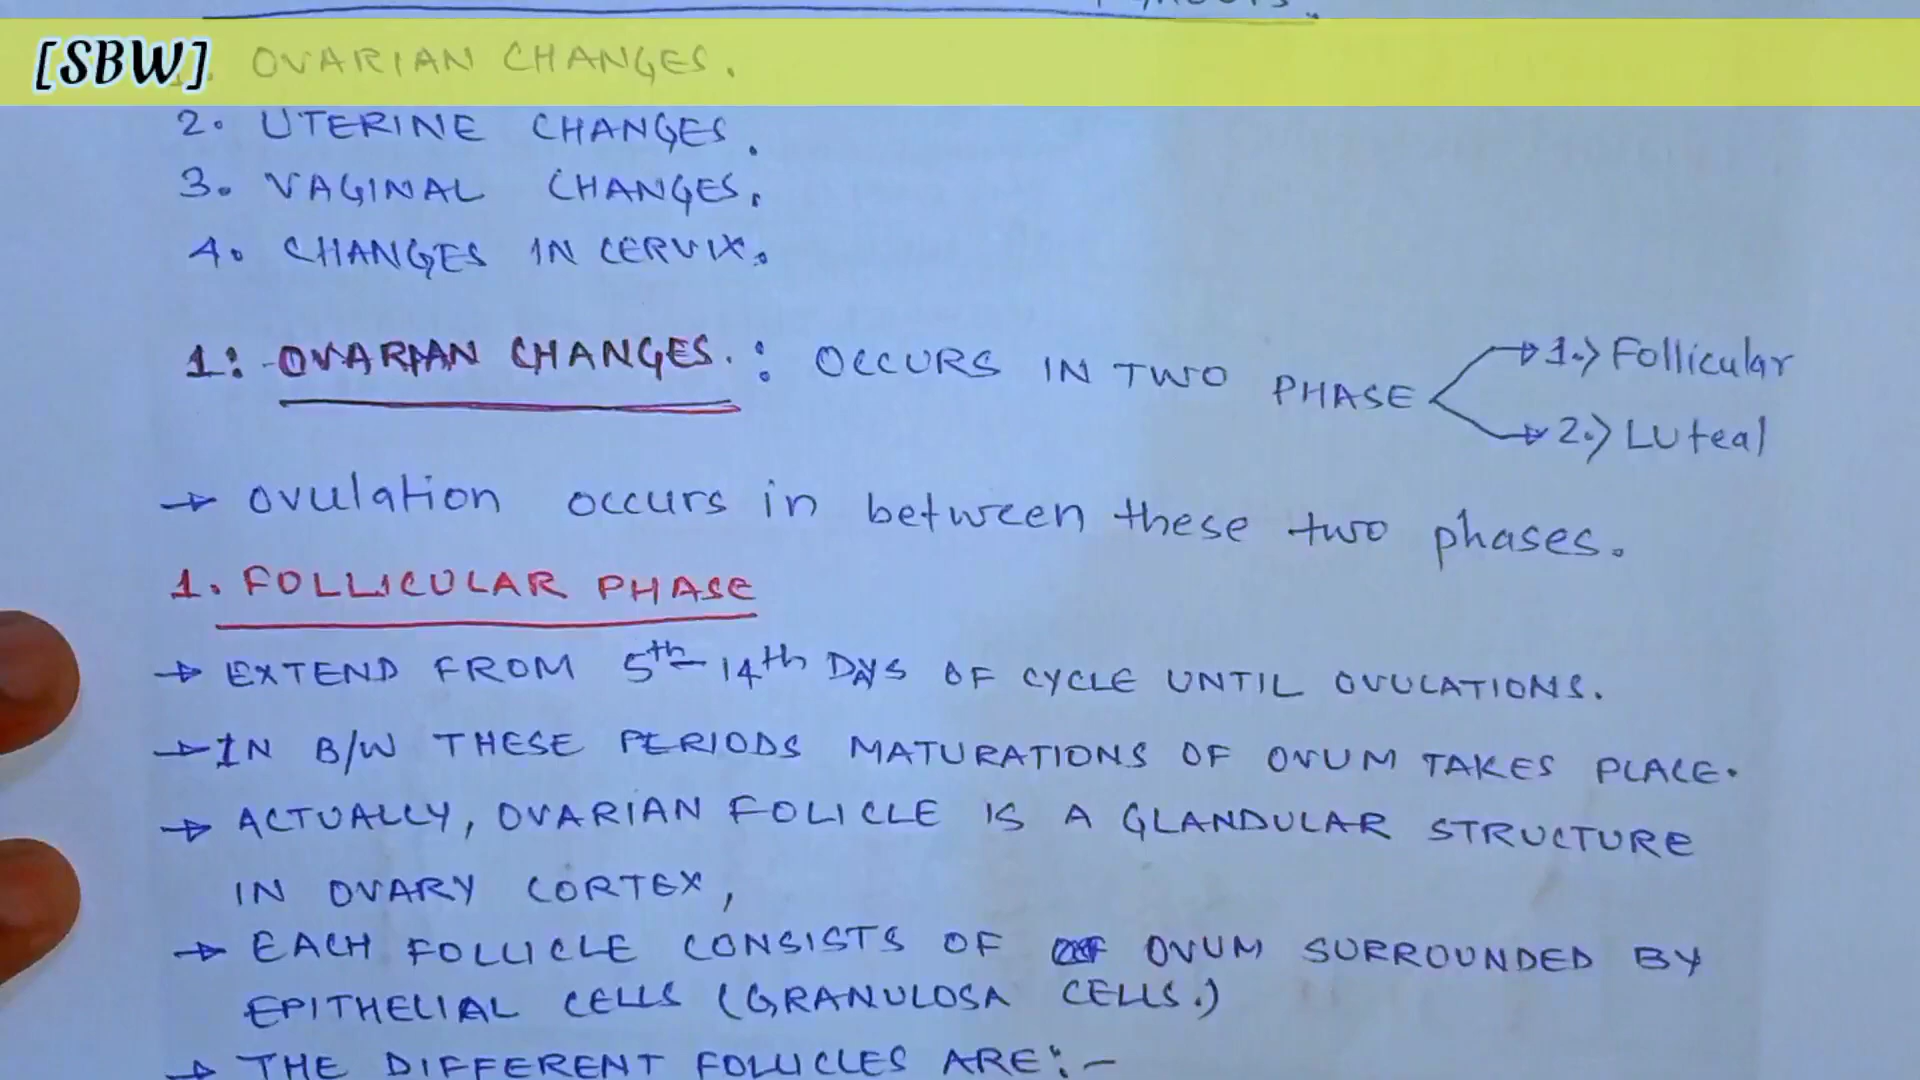 [SBW]
OVARIAN CHANGES.
2. UTERINE CHANGES.
3. VAGINAL CHANGES.
4. CHANGES IN CERVIX.
1: OVARIAN CHANGES. : OCCURS IN TWO PHASE
1.) Follicular
2.) LUteal
→ ovulation occurs in between these two phases.
1. FOLLICULAR PHASE
→ EXTEND FROM 5th - 14th DAYS OF CYCLE UNTIL OVULATIONS.
→ IN B/W THESE PERIODS MATURATIONS OF OVUM TAKES PLACE.
→ ACTUALLY, OVARIAN FOLICLE IS A GLANDULAR STRUCTURE
IN OVARY CORTEX,
→ EACH FOLLICLE CONSISTS OF OVUM SURROUNDED BY
EPITHELIAL CELLS (GRANULOSA CELLS.)
→ THE DIFFERENT FOLLICLES ARE:-